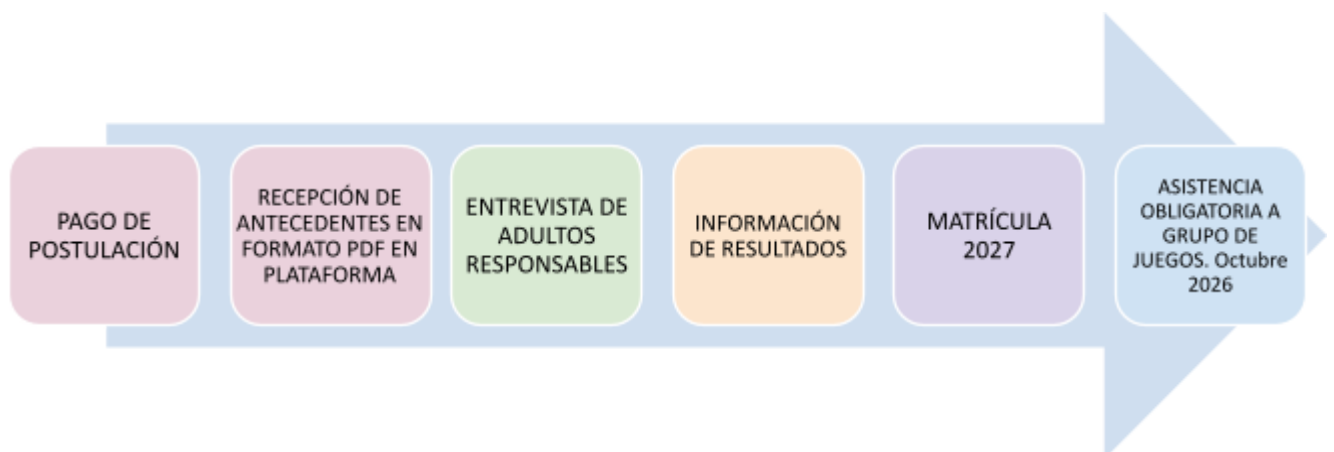 PAGO DE
POSTULACIÓN
RECEPCIÓN DE
ANTECEDENTES EN
FORMATO PDF EN
PLATAFORMA
ENTREVISTA DE
ADULTOS
RESPONSABLES
INFORMACIÓN
DE RESULTADOS
MATRÍCULA
2027
ASISTENCIA
OBLIGATORIA A
GRUPO DE
JUEGOS. Octubre
2026